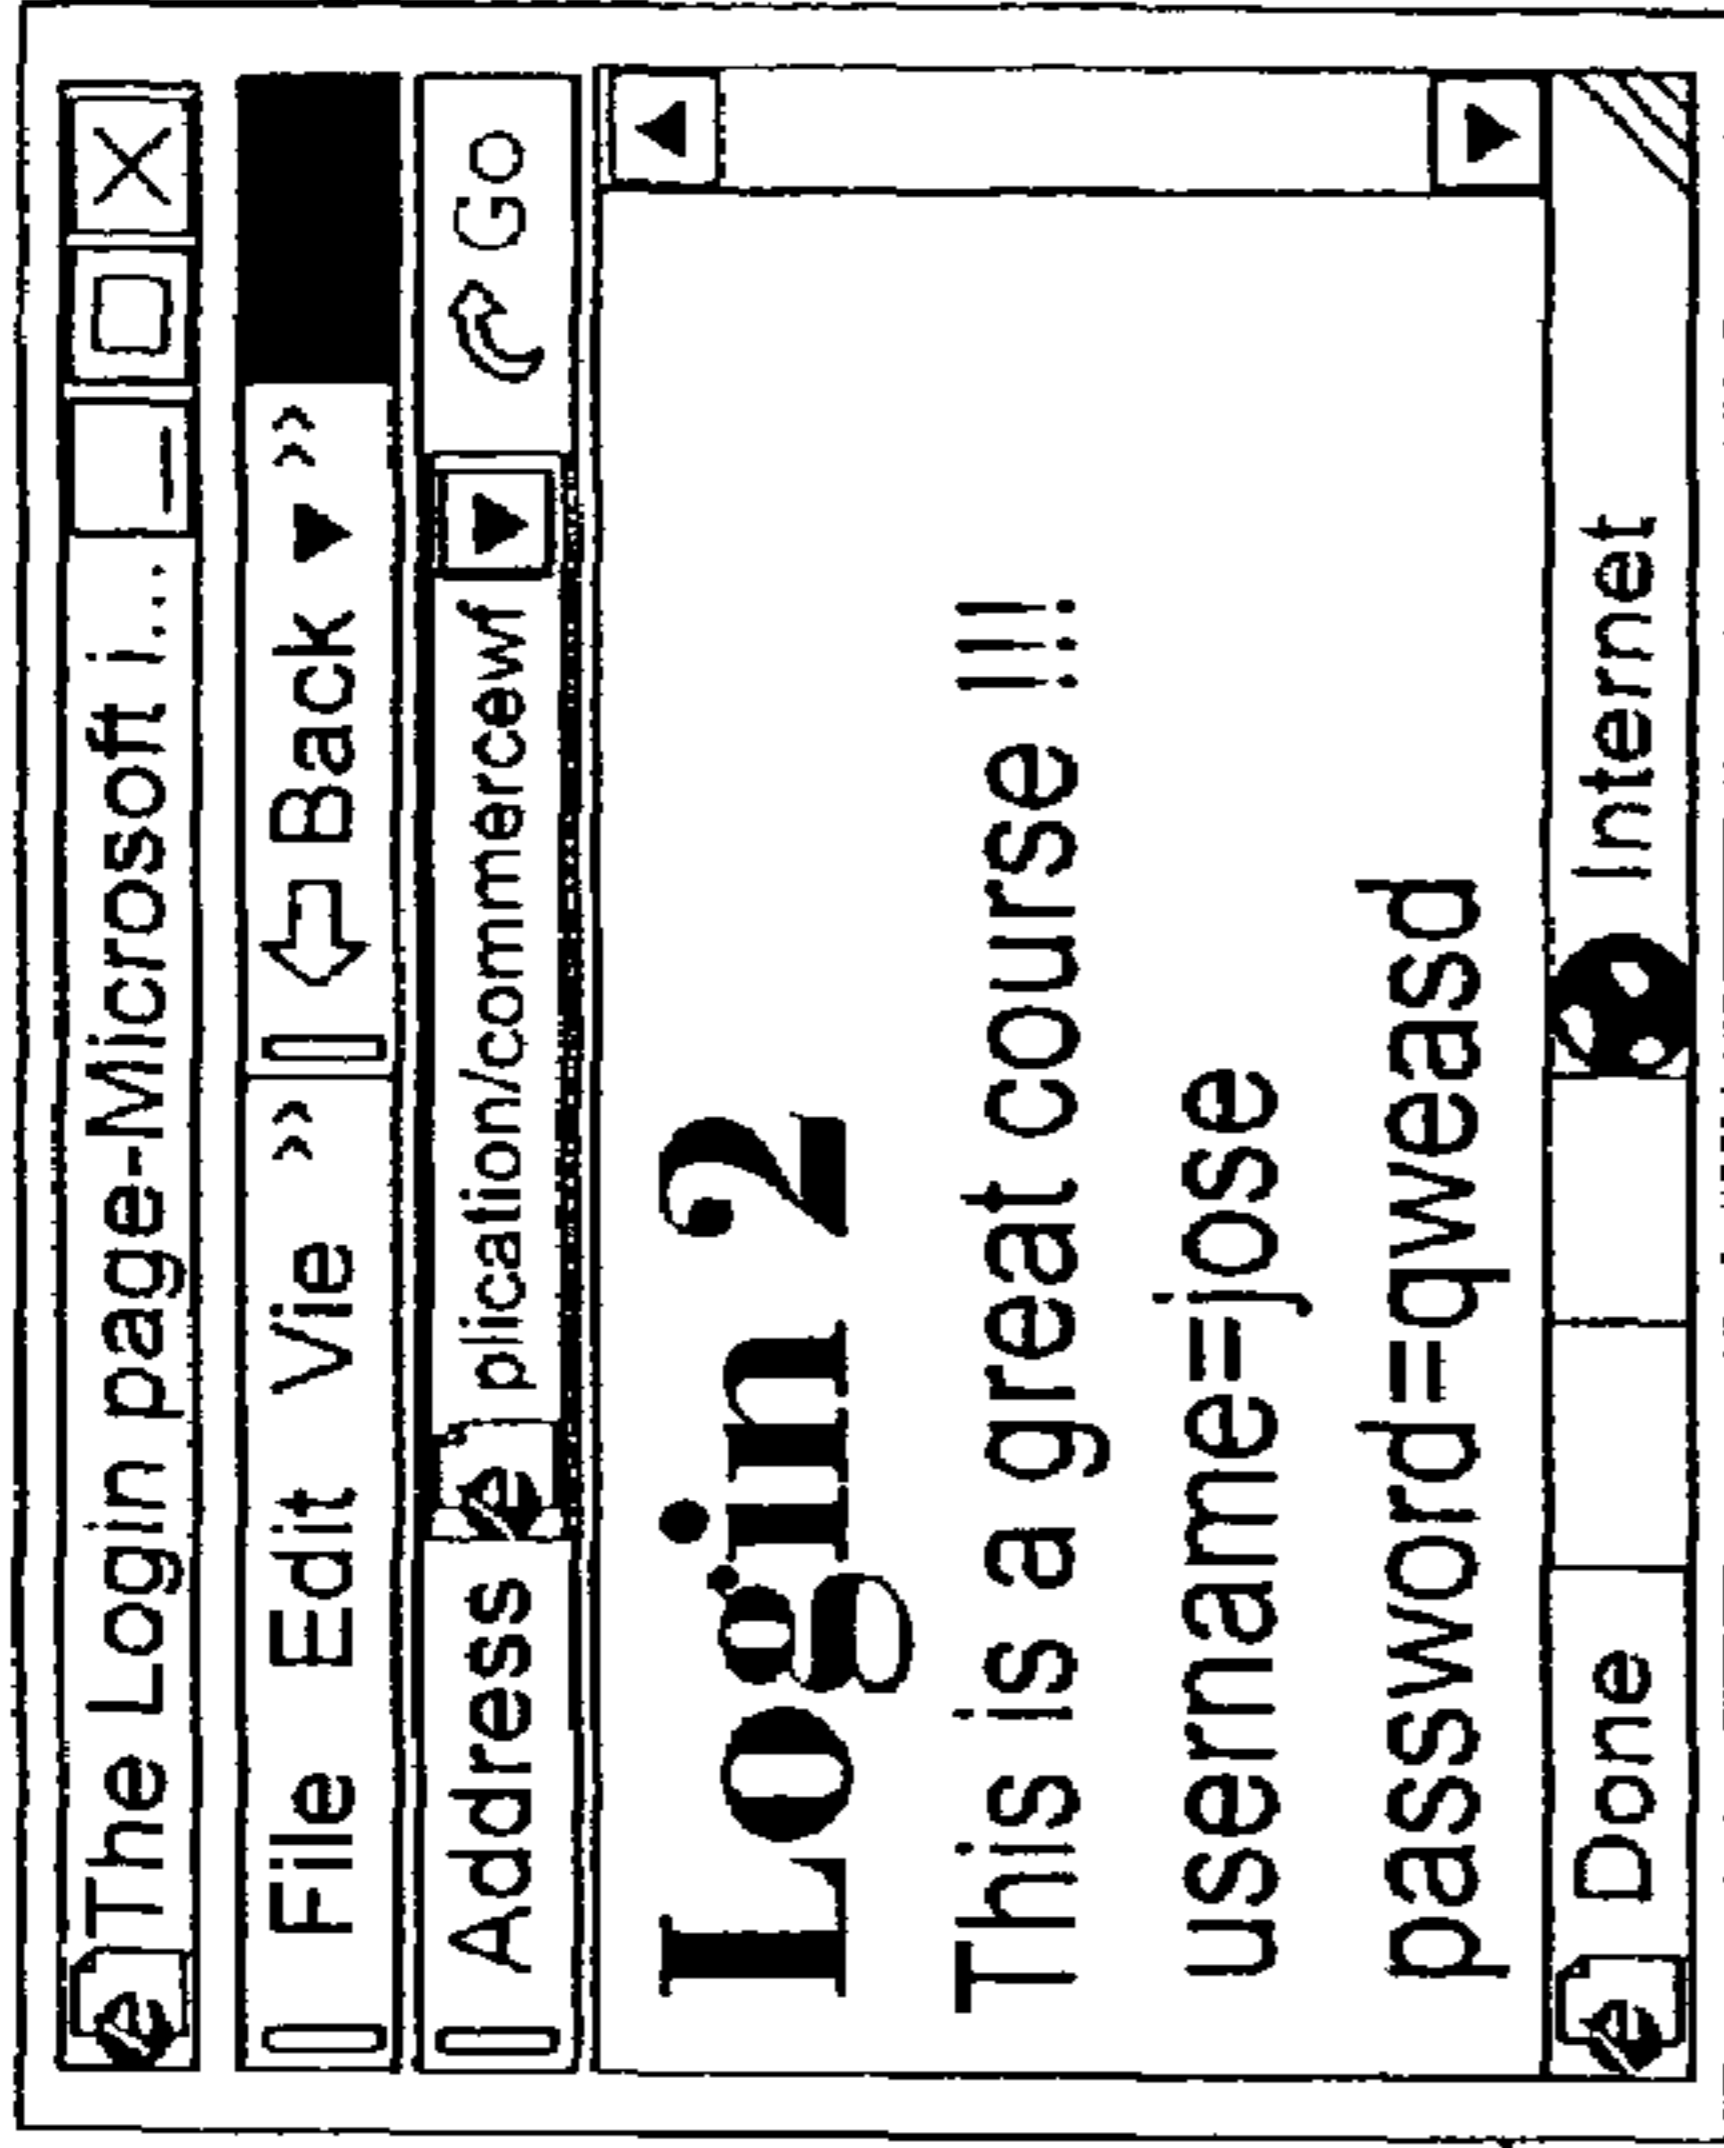 The Login page-Microsoft i...
File Edit Vie » Back »
Address plication/commercewf Go
Login 2
This is a great course !!!
username=jose
password=qweasd
Done Internet